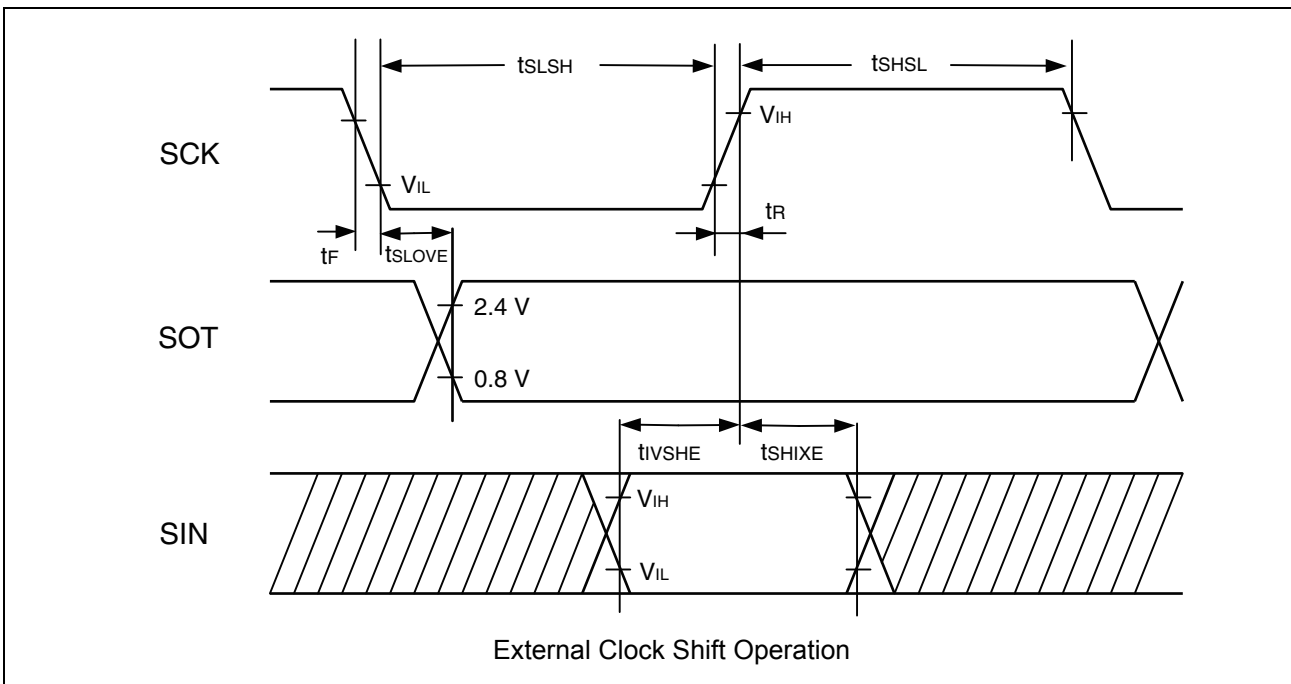 tSLSH
tSHSL
SCK
VIH
VIL
tR
tF
tSLOVE
SOT
2.4 V
0.8 V
tIVSHE
tSHIXE
SIN
VIH
VIL
External Clock Shift Operation